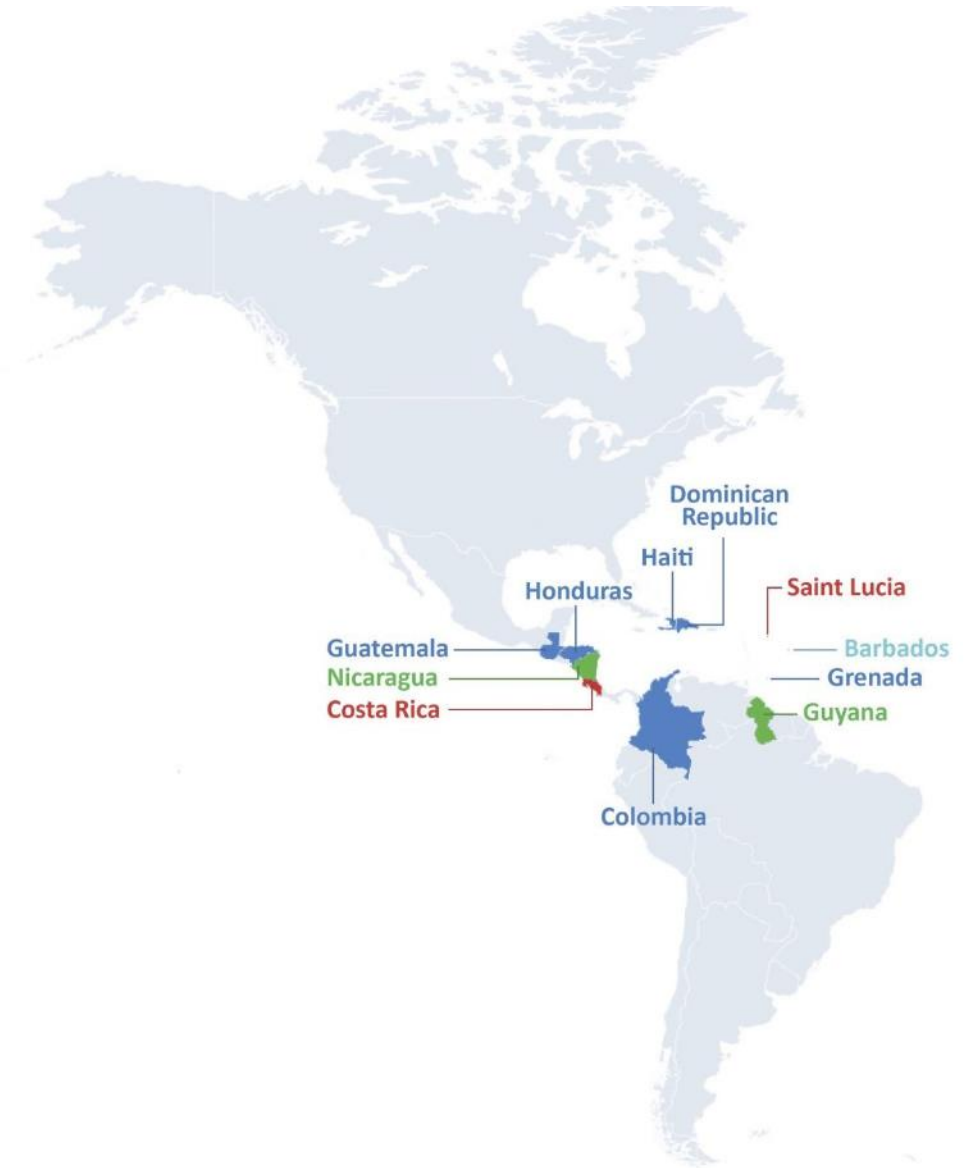 Dominican
Republic
Haiti
Honduras
Saint Lucia
Guatemala
Barbados
Nicaragua
Grenada
Costa Rica
Guyana
Colombia